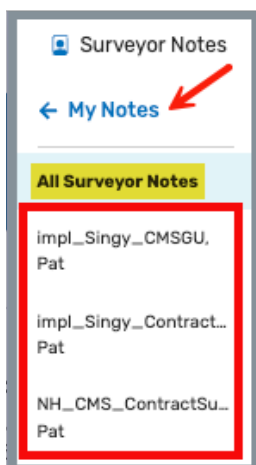 Surveyor Notes
← My Notes
All Surveyor Notes
impl_Singy_CMSGU,
Pat
impl_Singy_Contract...
Pat
NH_CMS_ContractSu...
Pat